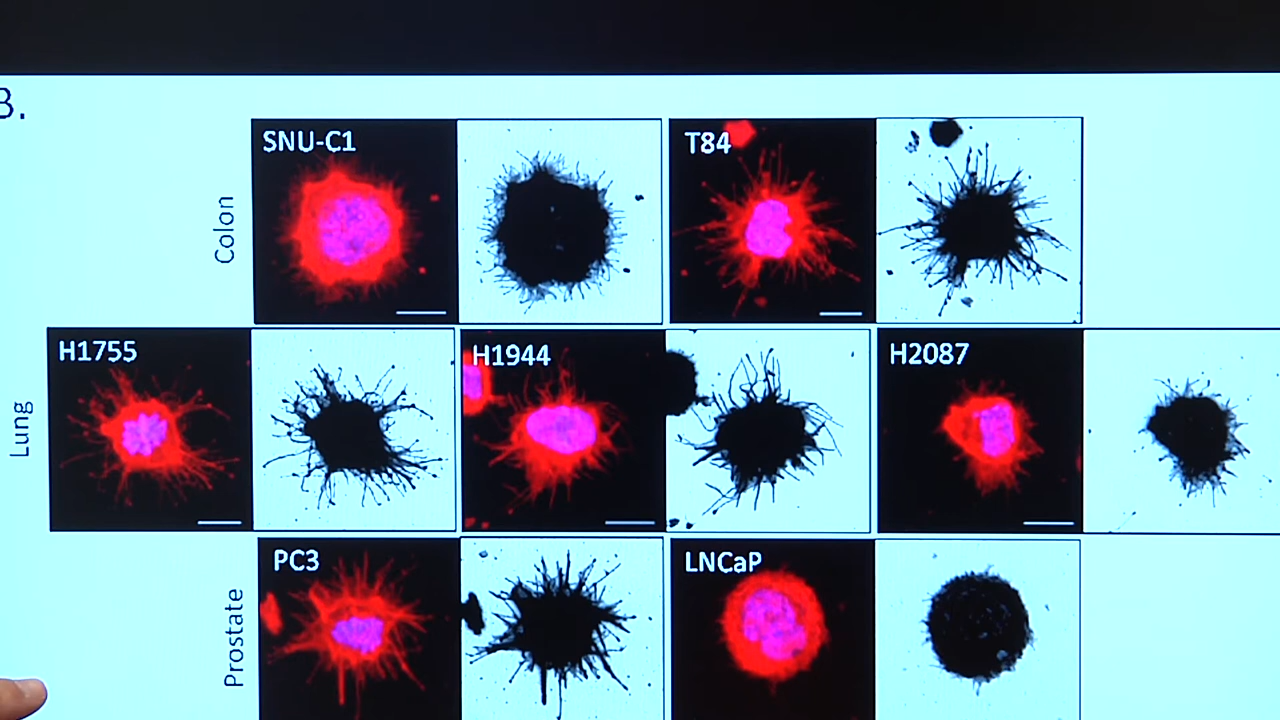 B.
SNU-C1
T84
Colon
H1755
H1944
H2087
Lung
PC3
LNCaP
Prostate